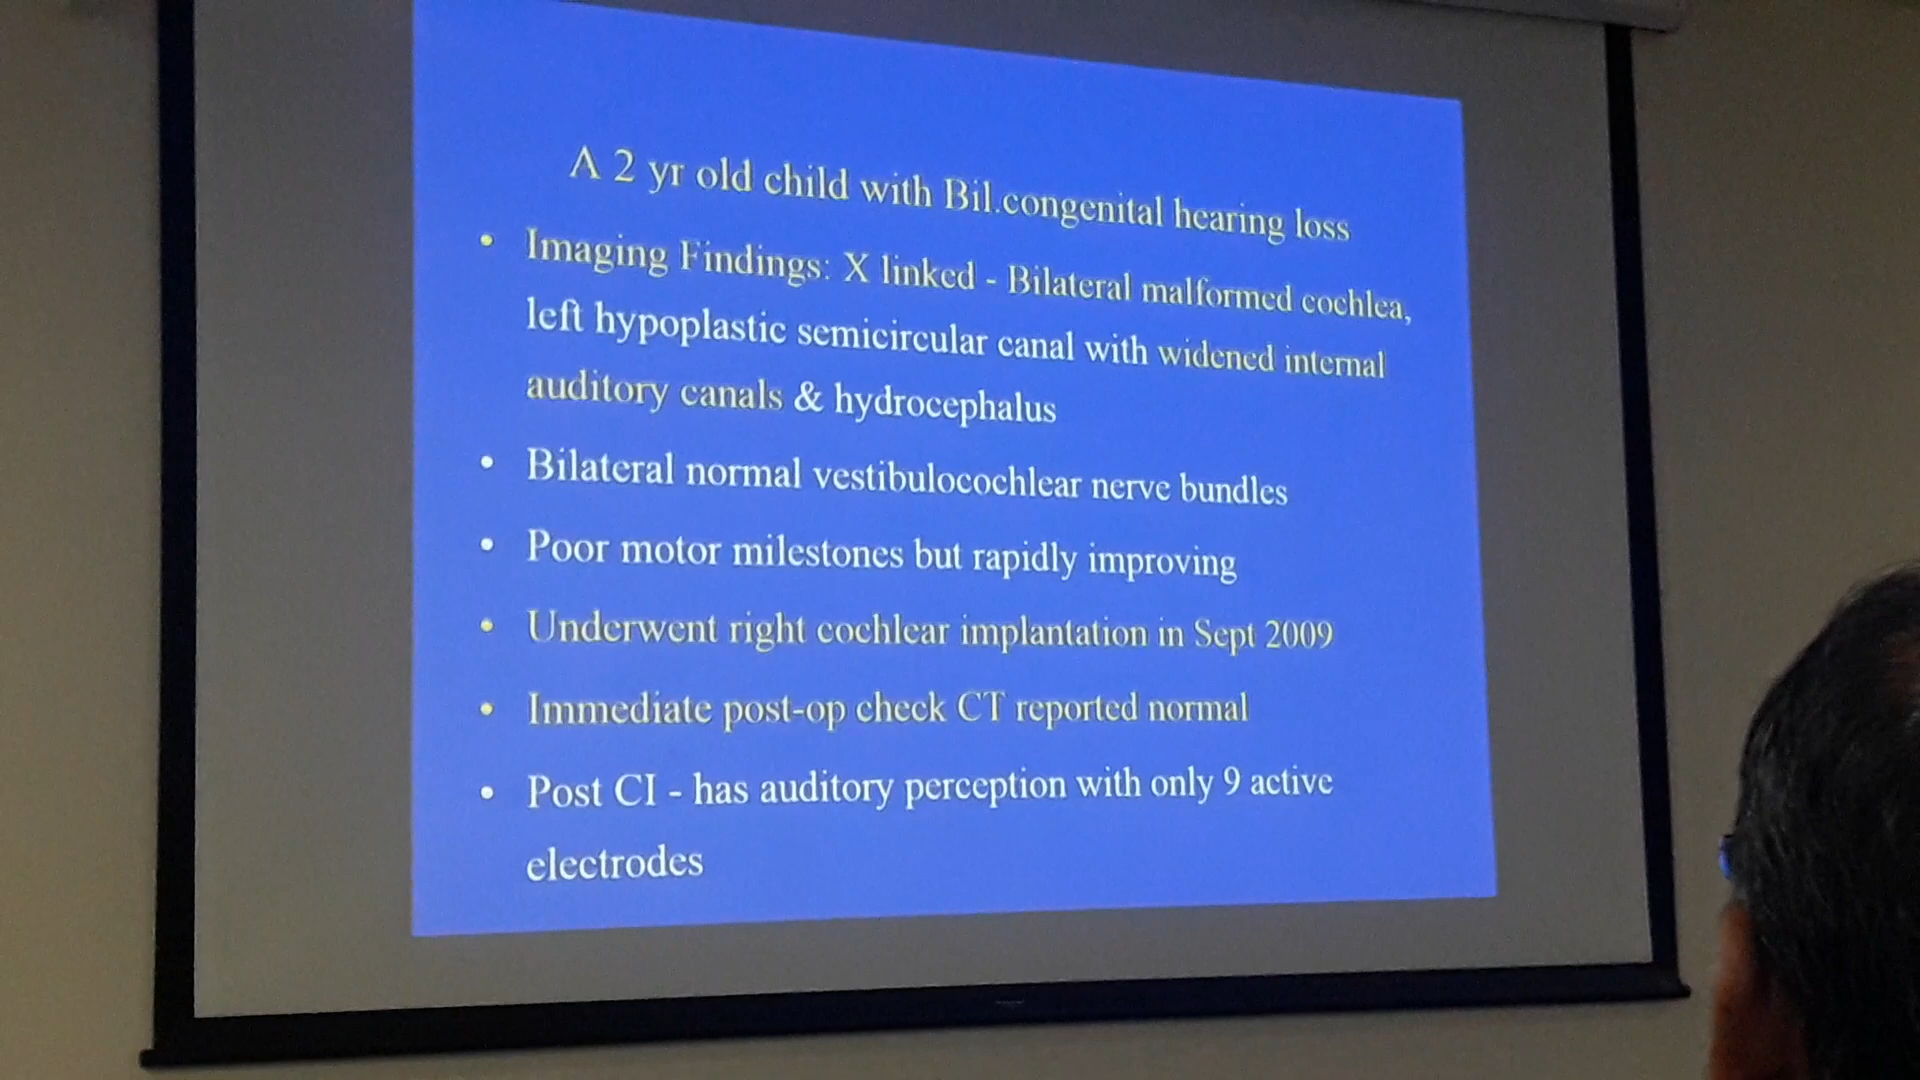 A 2 yr old child with Bil.congenital hearing loss
• Imaging Findings: X linked - Bilateral malformed cochlea,
left hypoplastic semicircular canal with widened internal
auditory canals & hydrocephalus
• Bilateral normal vestibulocochlear nerve bundles
• Poor motor milestones but rapidly improving
• Underwent right cochlear implantation in Sept 2009
• Immediate post-op check CT reported normal
• Post CI - has auditory perception with only 9 active
electrodes